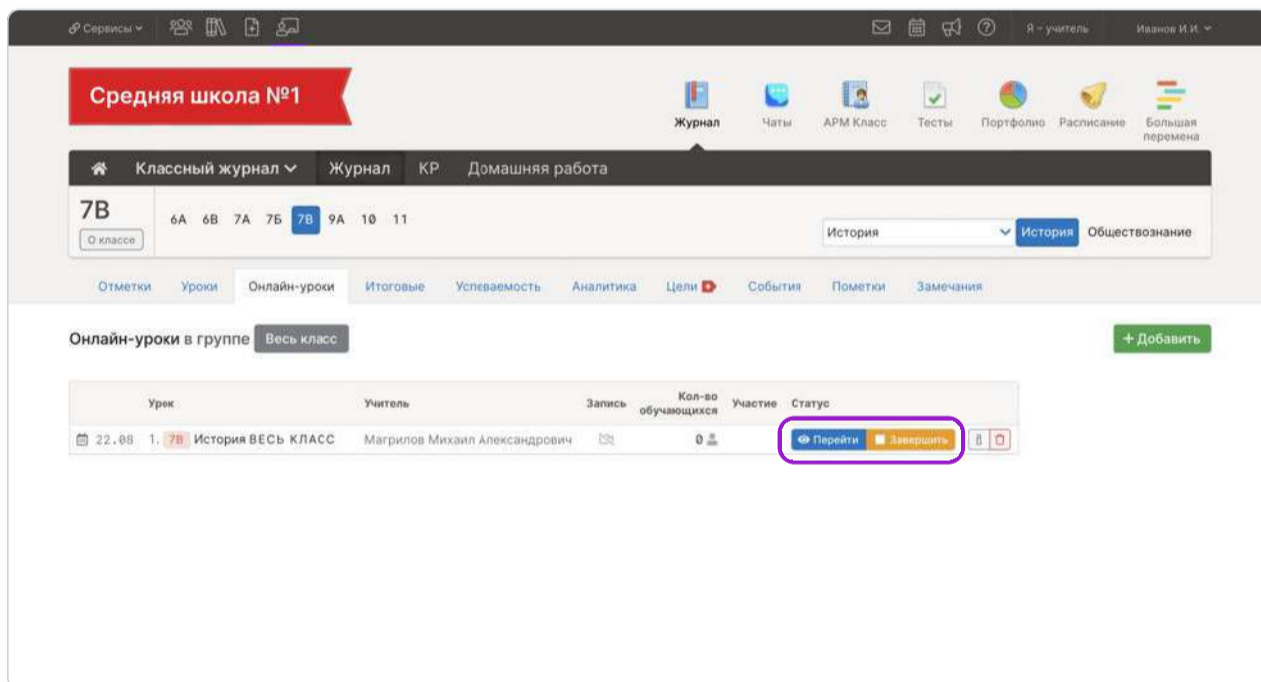 Сервисы
Я – учитель Иванов И.И.
Средняя школа №1
Журнал Чаты АРМ Класс Тесты Портфолио Расписание Большая перемена
Классный журнал Журнал КР Домашняя работа
7В
О классе
6А 6В 7А 7Б 7В 9А 10 11
История История Обществознание
Отметки Уроки Онлайн-уроки Итоговые Успеваемость Аналитика Цели События Пометки Замечания
Онлайн-уроки в группе Весь класс + Добавить
Урок Учитель Запись Кол-во обучающихся Участие Статус
22.08 1. 7В История ВЕСЬ КЛАСС Магрилов Михаил Александрович 0 Перейти Завершить